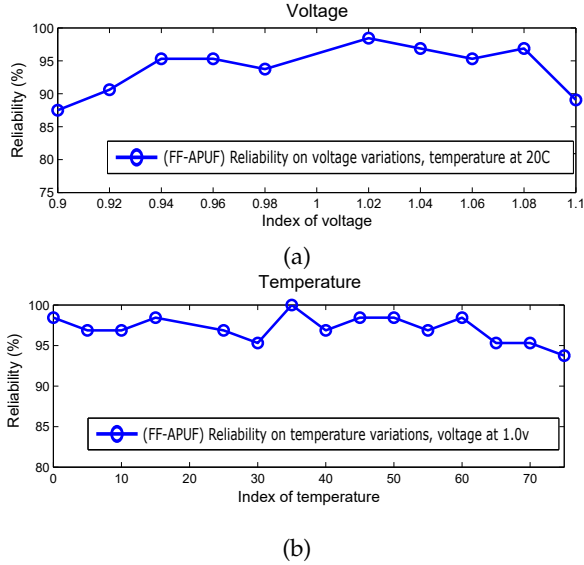 Voltage
100
95
90
85
80
75
Reliability (%)
(FF-APUF) Reliability on voltage variations, temperature at 20C
0.9 0.92 0.94 0.96 0.98 1 1.02 1.04 1.06 1.08 1.1
Index of voltage
(a)
Temperature
100
95
90
85
80
Reliability (%)
(FF-APUF) Reliability on temperature variations, voltage at 1.0v
0 10 20 30 40 50 60 70
Index of temperature
(b)